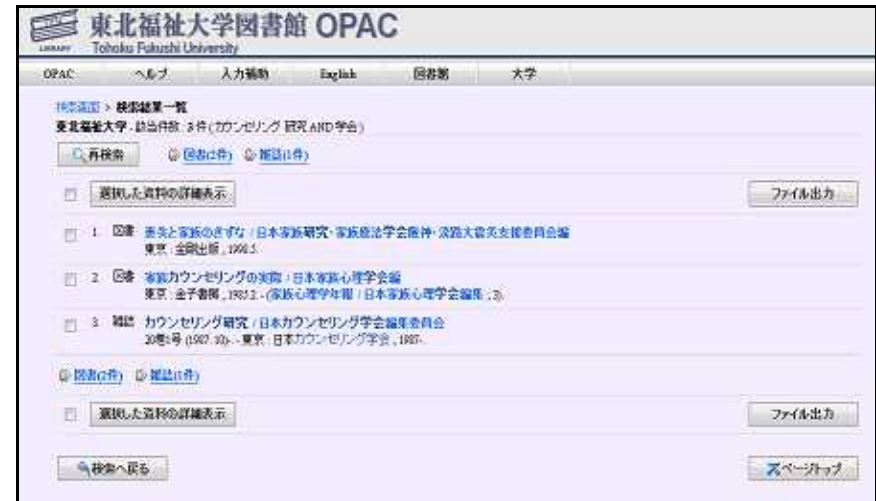 東北福祉大学図書館 OPAC
LIBRARY Tohoku Fukushi University
OPAC ヘルプ 入力補助 English 図書館 大学
検索画面 > 検索結果一覧
東北福祉大学 - 該当件数: 3件(カウンセリング 研究 AND 学会)
再検索 図書(2件) 雑誌(1件)
選択した資料の詳細表示 ファイル出力
1. 図書 喪失と家族のきずな / 日本家族研究・家族療法学会阪神・淡路大震災支援委員会編
東京 : 金剛出版 , 1998.5.
2. 図書 家族カウンセリングの実際 / 日本家族心理学会編
東京 : 金子書房 , 1985.2. - (家族心理学年報 / 日本家族心理学会編集 ; 3).
3. 雑誌 カウンセリング研究 / 日本カウンセリング学会編集委員会
20巻1号 (1987. 10)-. - 東京 : 日本カウンセリング学会 , 1987-.
図書(2件) 雑誌(1件)
選択した資料の詳細表示 ファイル出力
検索へ戻る ページトップ